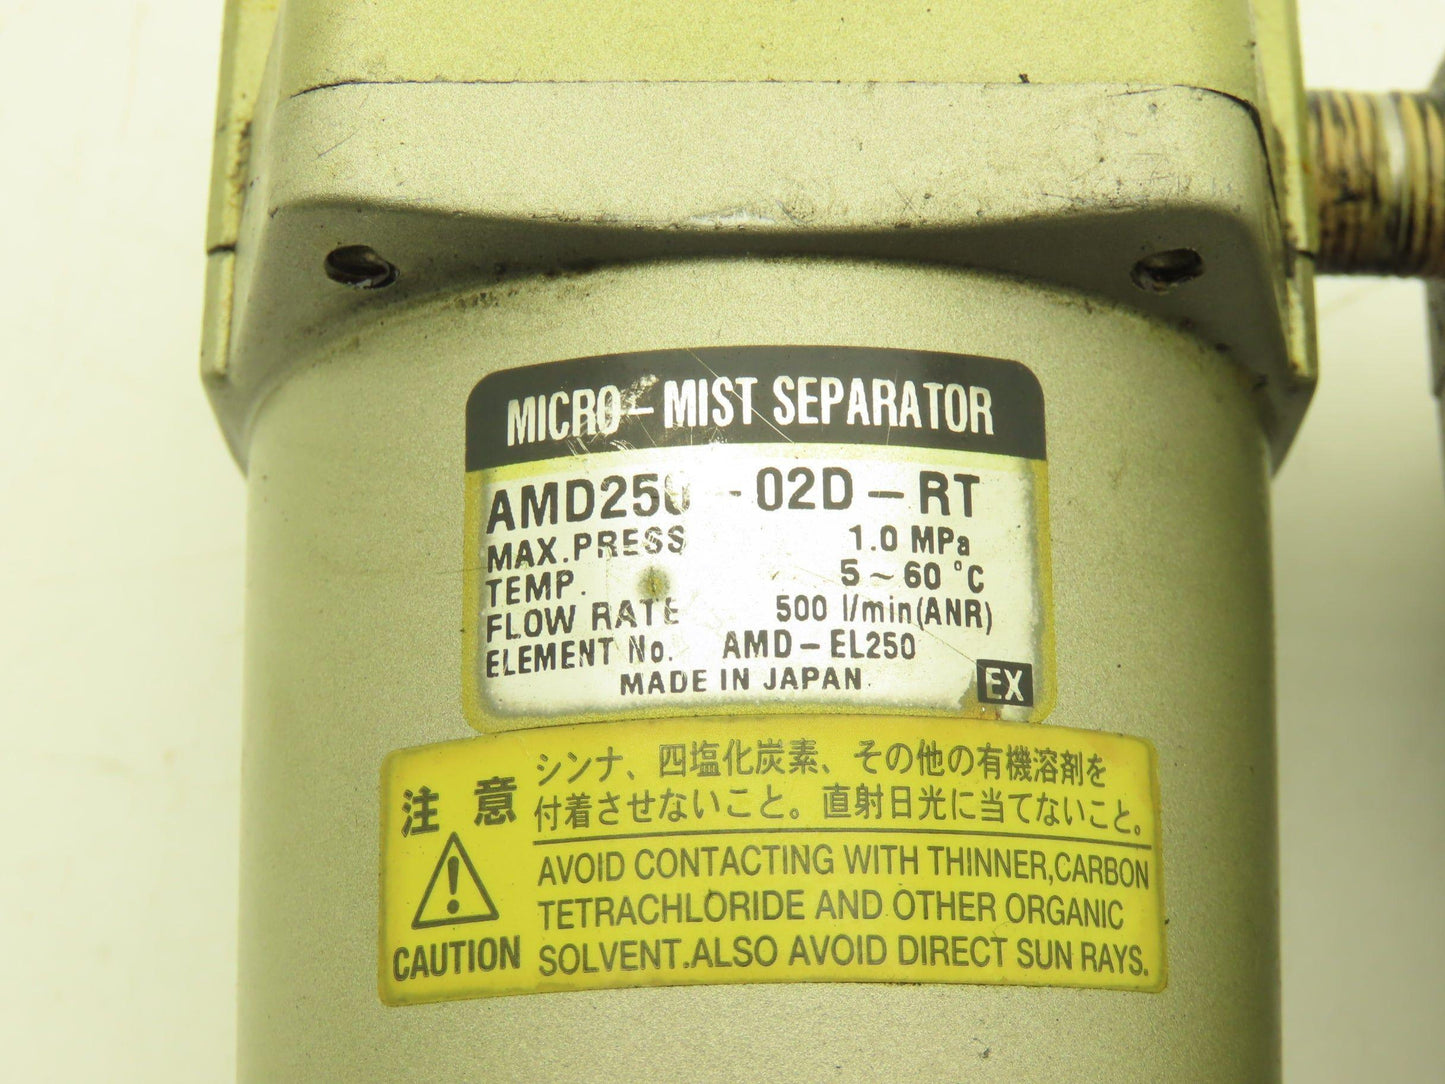 MICRO-MIST SEPARATOR
AMD250-02D-RT
MAX.PRESS 1.0 MPa
TEMP. 5~60 °C
FLOW RATE 500 l/min(ANR)
ELEMENT No. AMD-EL250
MADE IN JAPAN
EX
注意
シンナ、四塩化炭素、その他の有機溶剤を
付着させないこと。直射日光に当てないこと。
CAUTION
AVOID CONTACTING WITH THINNER,CARBON
TETRACHLORIDE AND OTHER ORGANIC
SOLVENT.ALSO AVOID DIRECT SUN RAYS.